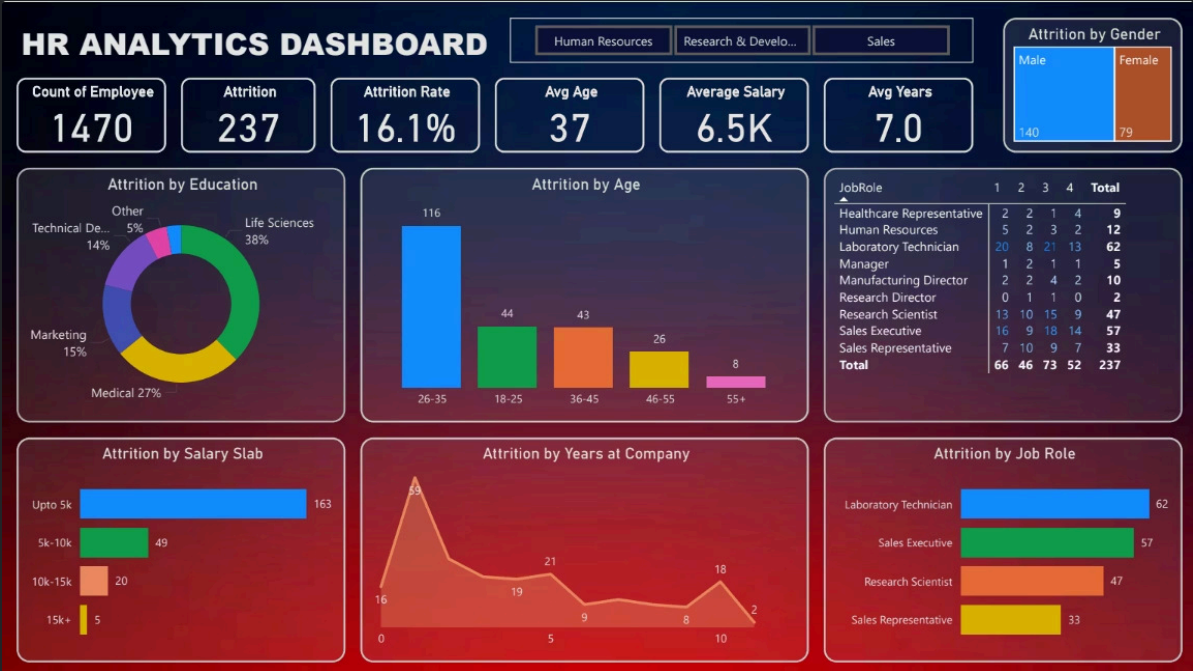 HR ANALYTICS DASHBOARD
Human Resources
Research & Develo...
Sales
Attrition by Gender
Male
Female
140
79
Count of Employee
1470
Attrition
237
Attrition Rate
16.1%
Avg Age
37
Average Salary
6.5K
Avg Years
7.0
Attrition by Education
Other
5%
Life Sciences
38%
Technical De...
14%
Marketing
15%
Medical 27%
Attrition by Age
116
44
43
26
8
26-35
18-25
36-45
46-55
55+
JobRole 1 2 3 4 Total
Healthcare Representative 2 2 1 4 9
Human Resources 5 2 3 2 12
Laboratory Technician 20 8 21 13 62
Manager 1 2 1 1 5
Manufacturing Director 2 2 4 2 10
Research Director 0 1 1 0 2
Research Scientist 13 10 15 9 47
Sales Executive 16 9 18 14 57
Sales Representative 7 10 9 7 33
Total 66 46 73 52 237
Attrition by Salary Slab
Upto 5k 163
5k-10k 49
10k-15k 20
15k+ 5
Attrition by Years at Company
59
16
19
21
9
8
18
2
0
5
10
Attrition by Job Role
Laboratory Technician 62
Sales Executive 57
Research Scientist 47
Sales Representative 33